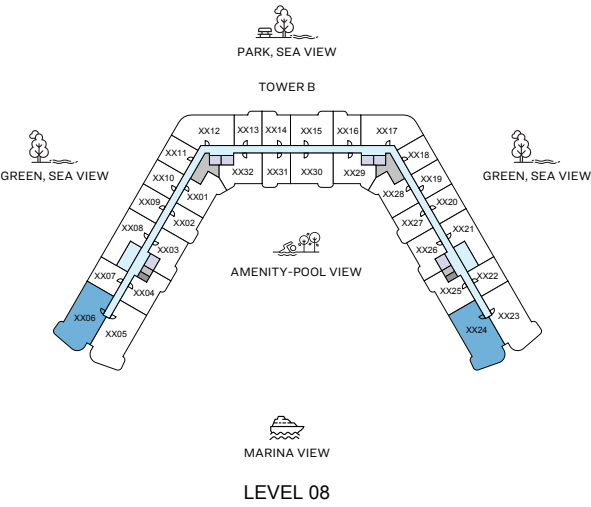 PARK, SEA VIEW
TOWER B
XX12
XX13
XX14
XX15
XX16
XX17
XX11
XX32
XX31
XX30
XX29
XX18
GREEN, SEA VIEW
GREEN, SEA VIEW
XX10
XX01
XX28
XX19
XX09
XX02
XX27
XX20
XX08
XX03
XX26
XX21
AMENITY-POOL VIEW
XX07
XX04
XX25
XX22
XX06
XX05
XX24
XX23
MARINA VIEW
LEVEL 08